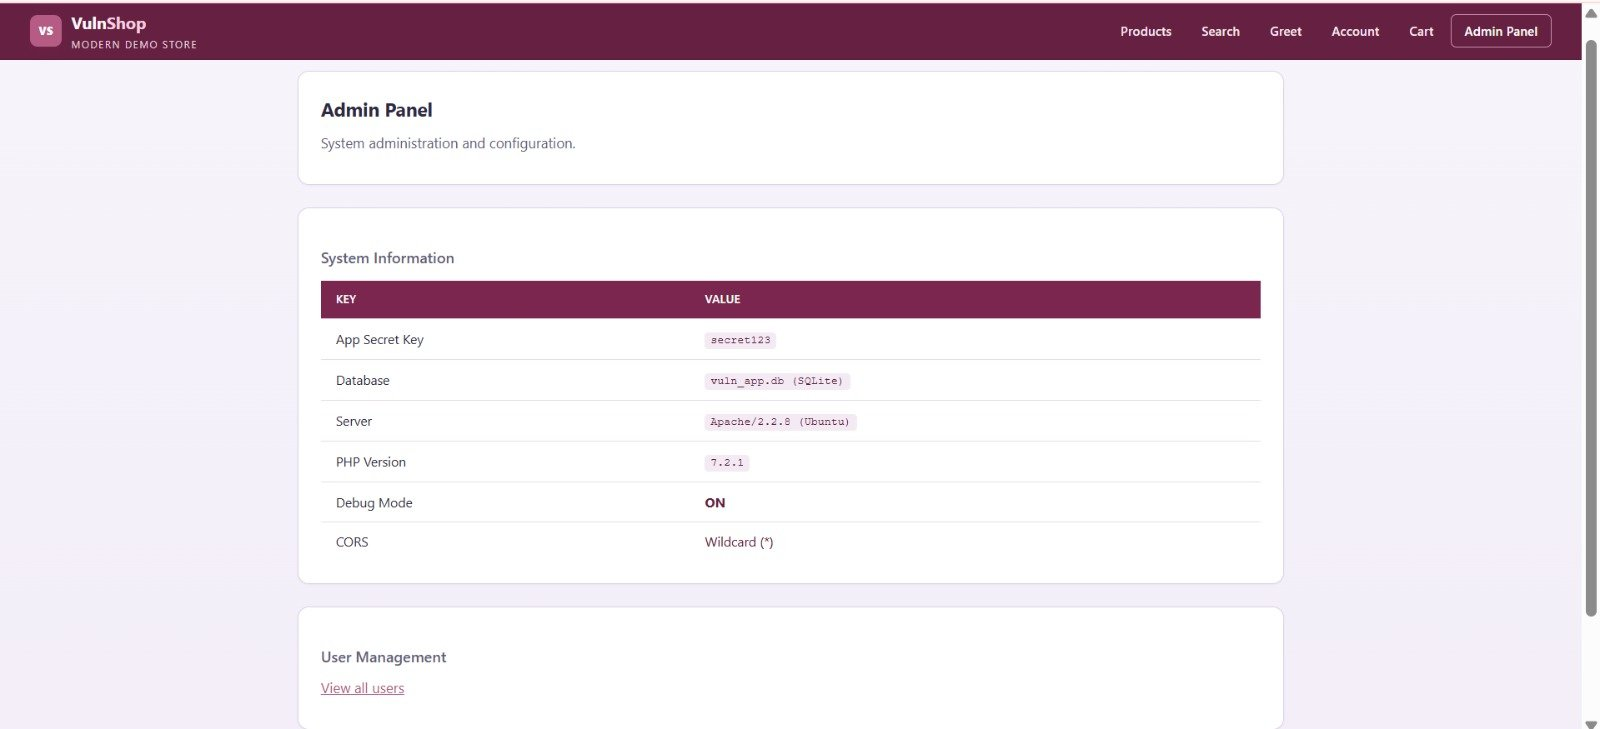 VS
VulnShop
MODERN DEMO STORE
Products Search Greet Account Cart Admin Panel
Admin Panel
System administration and configuration.
System Information
KEY VALUE
App Secret Key secret123
Database vuln_app.db (SQLite)
Server Apache/2.2.8 (Ubuntu)
PHP Version 7.2.1
Debug Mode ON
CORS Wildcard (*)
User Management
View all users